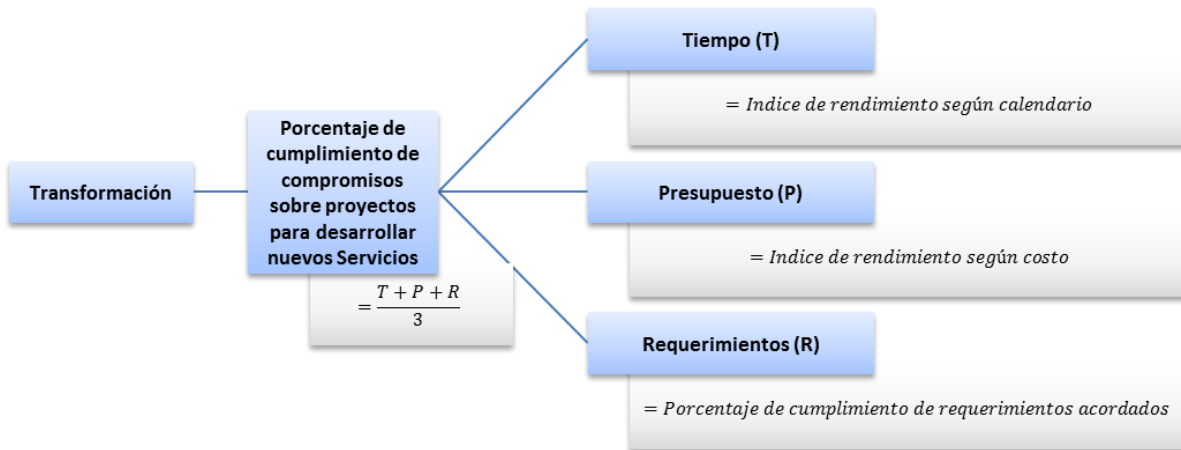 Transformación
Porcentaje de
cumplimiento de
compromisos
sobre proyectos
para desarrollar
nuevos Servicios
= T + P + R
3
Tiempo (T)
= Indice de rendimiento según calendario
Presupuesto (P)
= Indice de rendimiento según costo
Requerimientos (R)
= Porcentaje de cumplimiento de requerimientos acordados